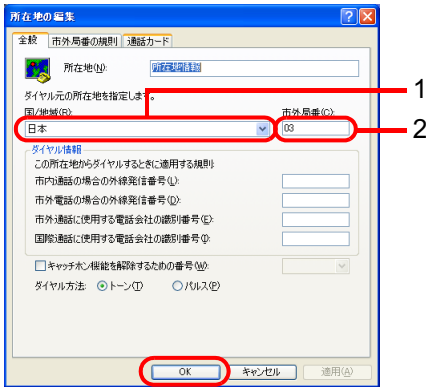 所在地の編集
全般 市外局番の規則 通話カード
所在地(N): 所在地情報
ダイヤル元の所在地を指定します。
国/地域(R): 市外局番(C):
日本 03
1
2
ダイヤル情報
この所在地からダイヤルするときに適用する規則:
市内通話の場合の外線発信番号(L):
市外電話の場合の外線発信番号(D):
市外通話に使用する電話会社の識別番号(E):
国際通話に使用する電話会社の識別番号(I):
キャッチホン機能を解除するための番号(W):
ダイヤル方法: トーン(T) パルス(P)
OK キャンセル 適用(A)